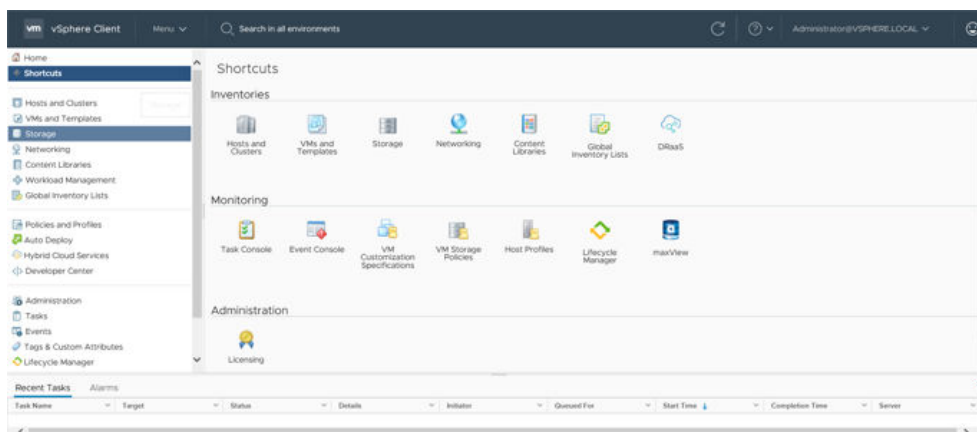 vm vSphere Client Menu Search in all environments Administrator@VSPHERE.LOCAL
Home
Shortcuts
Hosts and Clusters
VMs and Templates
Storage
Networking
Content Libraries
Workload Management
Global Inventory Lists
Policies and Profiles
Auto Deploy
Hybrid Cloud Services
Developer Center
Administration
Tasks
Events
Tags & Custom Attributes
Lifecycle Manager
Shortcuts
Inventories
Hosts and
Clusters
VMs and
Templates
Storage
Networking
Content
Libraries
Global
Inventory Lists
DRaaS
Monitoring
Task Console
Event Console
VM
Customization
Specifications
VM Storage
Policies
Host Profiles
Lifecycle
Manager
maxView
Administration
Licensing
Recent Tasks Alarms
Task Name Target Status Details Initiator Queued For Start Time Completion Time Server